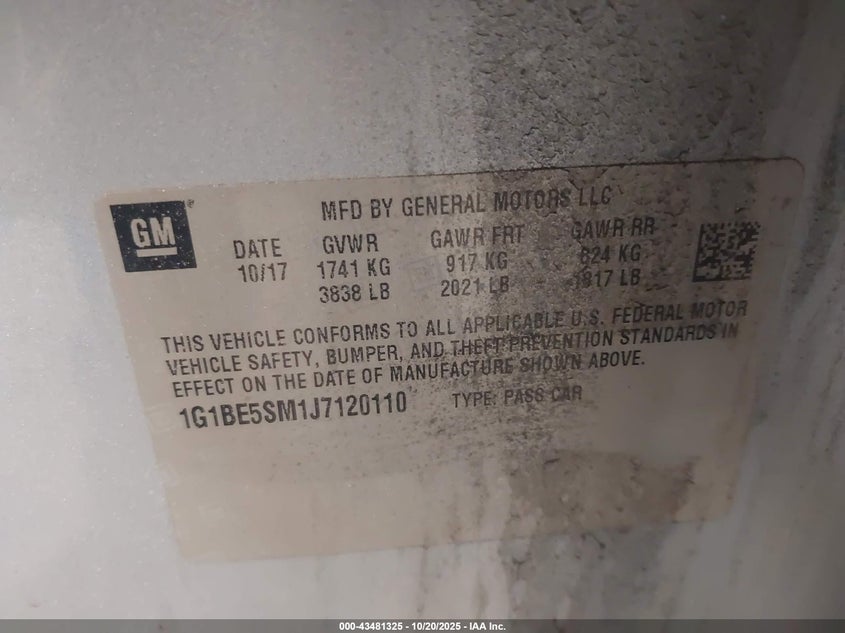 GM®
MFD BY GENERAL MOTORS LLC
DATE GVWR GAWR FRT GAWR RR
10/17 1741 KG 917 KG 824 KG
3838 LB 2021 LB 1817 LB
THIS VEHICLE CONFORMS TO ALL APPLICABLE U.S. FEDERAL MOTOR
VEHICLE SAFETY, BUMPER, AND THEFT PREVENTION STANDARDS IN
EFFECT ON THE DATE OF MANUFACTURE SHOWN ABOVE.
1G1BE5SM1J7120110 TYPE: PASS CAR
000-43481325 | 10/20/2025 - IAA Inc.